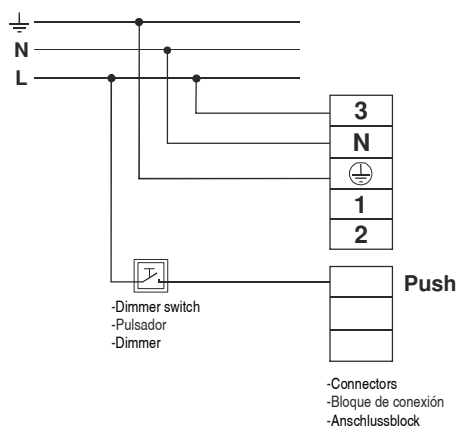 N
L
3
N
1
2
Push
-Dimmer switch
-Pulsador
-Dimmer
-Connectors
-Bloque de conexión
-Anschlussblock